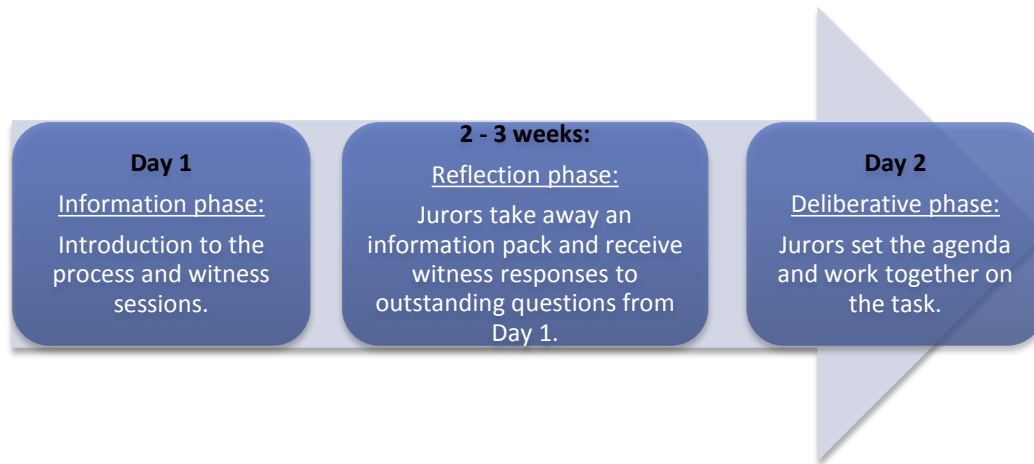 Day 1
Information phase:
Introduction to the
process and witness
sessions.
2 - 3 weeks:
Reflection phase:
Jurors take away an
information pack and receive
witness responses to
outstanding questions from
Day 1.
Day 2
Deliberative phase:
Jurors set the agenda
and work together on
the task.